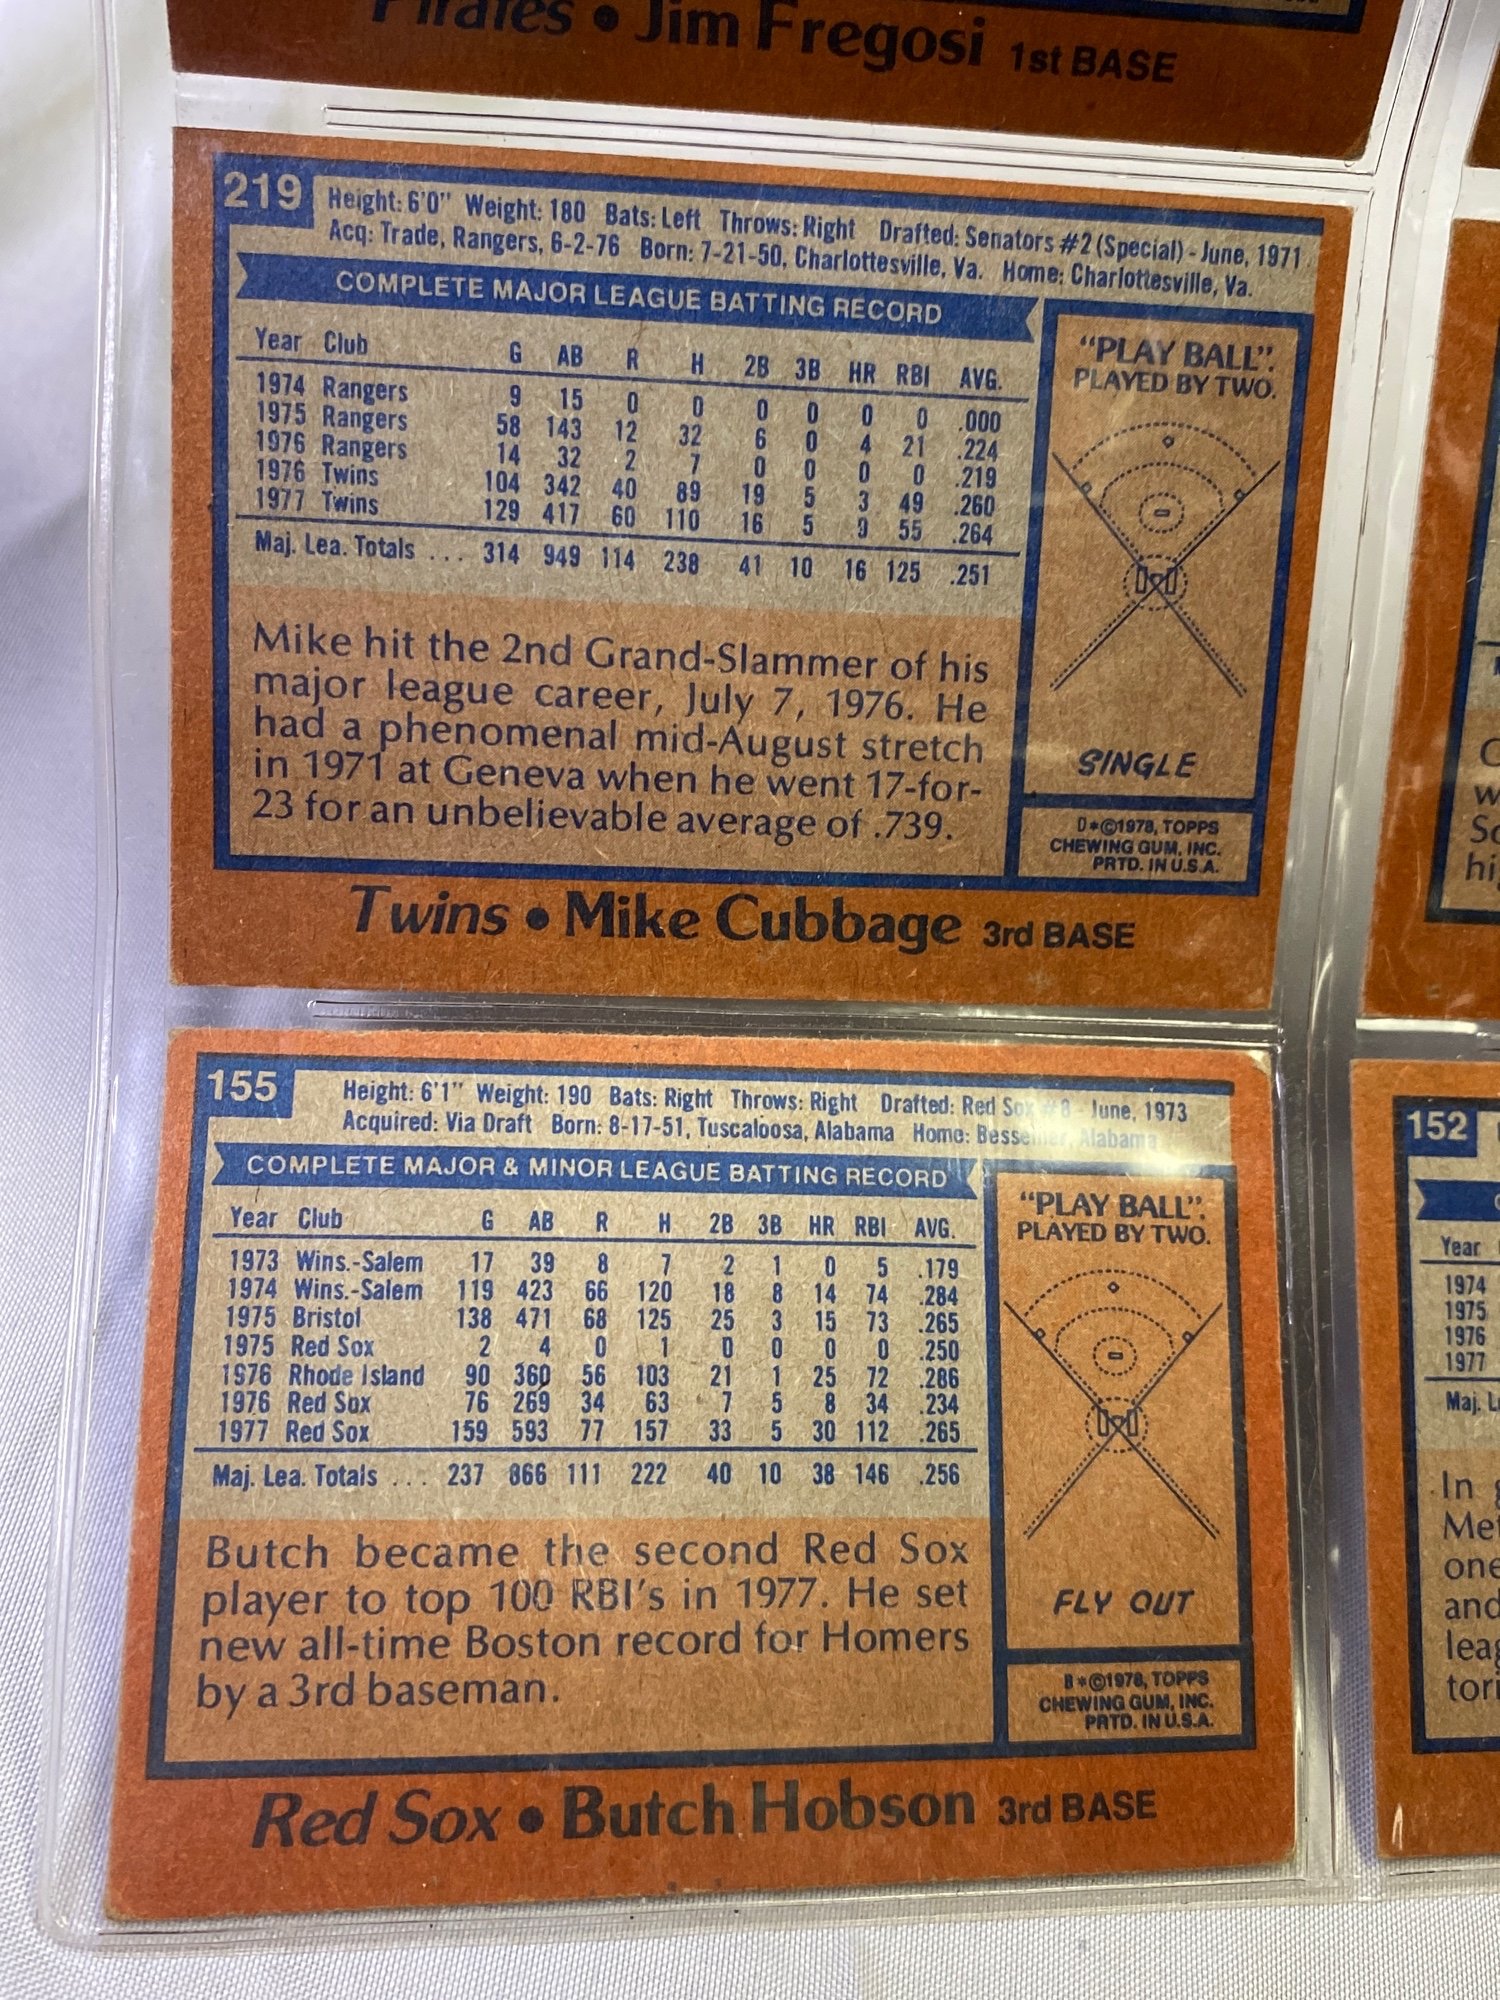 Pirates • Jim Fregosi 1st BASE
219
Height: 6'0" Weight: 180 Bats: Left Throws: Right Drafted: Senators #2 (Special) - June, 1971
Acq: Trade, Rangers, 6-2-76 Born: 7-21-50, Charlottesville, Va. Home: Charlottesville, Va.
COMPLETE MAJOR LEAGUE BATTING RECORD
Year Club G AB R H 2B 3B HR RBI AVG.
1974 Rangers 9 15 0 0 0 0 0 0 .000
1975 Rangers 58 143 12 32 6 0 4 21 .224
1976 Rangers 14 32 2 7 0 0 0 0 .219
1976 Twins 104 342 40 89 19 5 3 49 .260
1977 Twins 129 417 60 110 16 5 9 55 .264
Maj. Lea. Totals ... 314 949 114 238 41 10 16 125 .251
Mike hit the 2nd Grand-Slammer of his
major league career, July 7, 1976. He
had a phenomenal mid-August stretch
in 1971 at Geneva when he went 17-for-
23 for an unbelievable average of .739.
"PLAY BALL".
PLAYED BY TWO.
SINGLE
D*©1978, TOPPS
CHEWING GUM, INC.
PRTD. IN U.S.A.
Twins • Mike Cubbage 3rd BASE
155
Height: 6'1" Weight: 190 Bats: Right Throws: Right Drafted: Red Sox #8 - June, 1973
Acquired: Via Draft Born: 8-17-51, Tuscaloosa, Alabama Home: Bessemer, Alabama
COMPLETE MAJOR & MINOR LEAGUE BATTING RECORD
Year Club G AB R H 2B 3B HR RBI AVG.
1973 Wins.-Salem 17 39 8 7 2 1 0 5 .179
1974 Wins.-Salem 119 423 66 120 18 8 14 74 .284
1975 Bristol 138 471 68 125 25 3 15 73 .265
1975 Red Sox 2 4 0 1 0 0 0 0 .250
1976 Rhode Island 90 360 56 103 21 1 25 72 .286
1976 Red Sox 76 269 34 63 7 5 8 34 .234
1977 Red Sox 159 593 77 157 33 5 30 112 .265
Maj. Lea. Totals ... 237 866 111 222 40 10 38 146 .256
Butch became the second Red Sox
player to top 100 RBI's in 1977. He set
new all-time Boston record for Homers
by a 3rd baseman.
"PLAY BALL".
PLAYED BY TWO.
FLY OUT
B*©1978, TOPPS
CHEWING GUM, INC.
PRTD. IN U.S.A.
Red Sox • Butch Hobson 3rd BASE
152
Year
1974
1975
1976
1977
Maj.
In
one
and